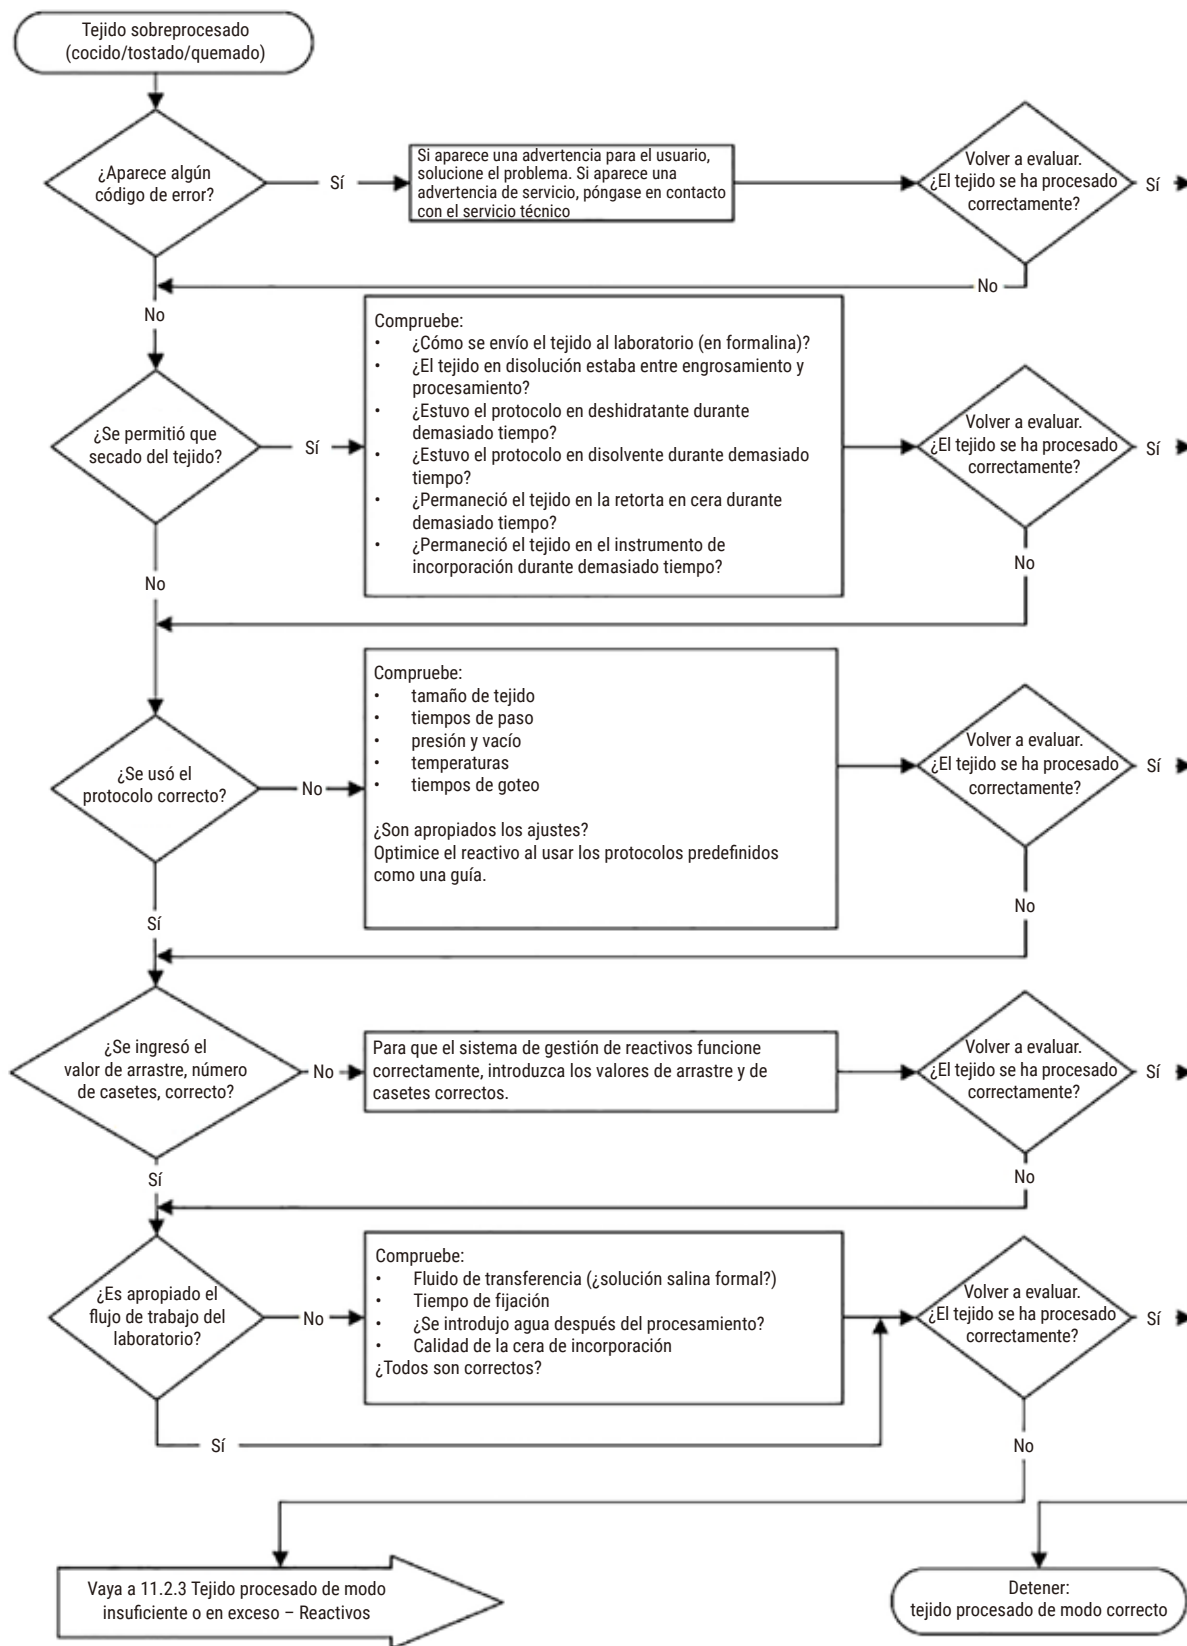 Tejido sobreprocesado
(cocido/tostado/quemado)
¿Aparece algún
código de error?
Sí
Si aparece una advertencia para el usuario,
solucione el problema. Si aparece una
advertencia de servicio, póngase en contacto
con el servicio técnico
Volver a evaluar.
¿El tejido se ha procesado
correctamente?
Sí
No
No
¿Se permitió que
secado del tejido?
Sí
Compruebe:
• ¿Cómo se envío el tejido al laboratorio (en formalina)?
• ¿El tejido en disolución estaba entre engrosamiento y
procesamiento?
• ¿Estuvo el protocolo en deshidratante durante
demasiado tiempo?
• ¿Estuvo el protocolo en disolvente durante demasiado
tiempo?
• ¿Permaneció el tejido en la retorta en cera durante
demasiado tiempo?
• ¿Permaneció el tejido en el instrumento de
incorporación durante demasiado tiempo?
Volver a evaluar.
¿El tejido se ha procesado
correctamente?
Sí
No
No
¿Se usó el
protocolo correcto?
No
Compruebe:
• tamaño de tejido
• tiempos de paso
• presión y vacío
• temperaturas
• tiempos de goteo
¿Son apropiados los ajustes?
Optimice el reactivo al usar los protocolos predefinidos
como una guía.
Volver a evaluar.
¿El tejido se ha procesado
correctamente?
Sí
No
Sí
¿Se ingresó el
valor de arrastre, número
de casetes, correcto?
No
Para que el sistema de gestión de reactivos funcione
correctamente, introduzca los valores de arrastre y de
casetes correctos.
Volver a evaluar.
¿El tejido se ha procesado
correctamente?
Sí
No
Sí
¿Es apropiado el
flujo de trabajo del
laboratorio?
No
Compruebe:
• Fluido de transferencia (¿solución salina formal?)
• Tiempo de fijación
• ¿Se introdujo agua después del procesamiento?
• Calidad de la cera de incorporación
¿Todos son correctos?
Volver a evaluar.
¿El tejido se ha procesado
correctamente?
Sí
Sí
No
Vaya a 11.2.3 Tejido procesado de modo
insuficiente o en exceso – Reactivos
Detener:
tejido procesado de modo correcto